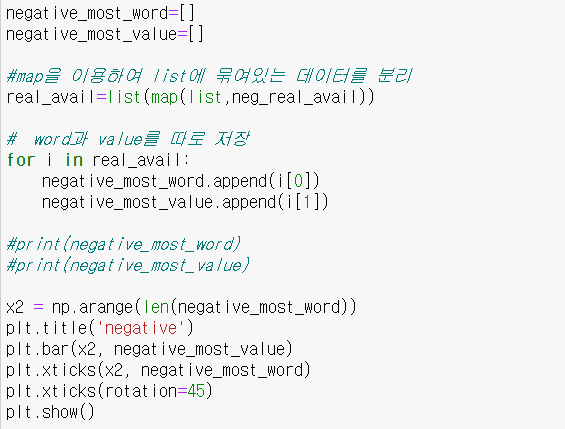 negative_most_word=[]
negative_most_value=[]
#map을 이용하여 list에 묶여있는 데이터를 분리
real_avail=list(map(list,neg_real_avail))
# word과 value를 따로 저장
for i in real_avail:
    negative_most_word.append(i[0])
    negative_most_value.append(i[1])
#print(negative_most_word)
#print(negative_most_value)
x2 = np.arange(len(negative_most_word))
plt.title('negative')
plt.bar(x2, negative_most_value)
plt.xticks(x2, negative_most_word)
plt.xticks(rotation=45)
plt.show()